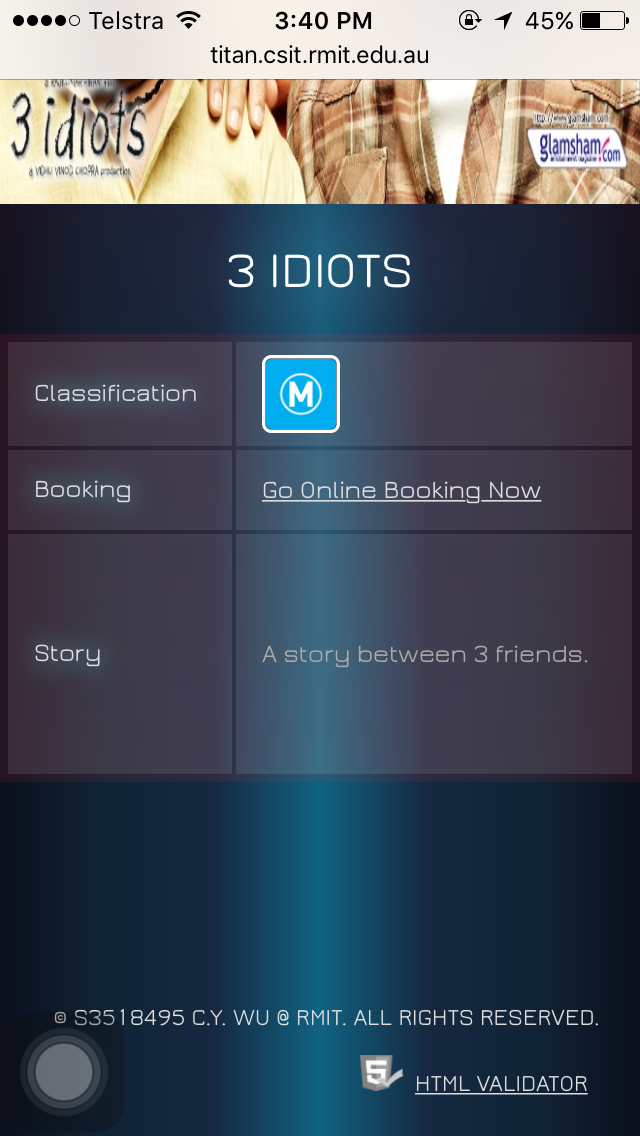 Telstra 3:40 PM 45%
titan.csit.rmit.edu.au
3 idiots
a VIDHU VINOD CHOPRA production
http://www.glamsham.com
glamsham.com
3 IDIOTS
Classification
M
Booking
Go Online Booking Now
Story
A story between 3 friends.
© S3518495 C.Y. WU @ RMIT. ALL RIGHTS RESERVED.
5
HTML VALIDATOR